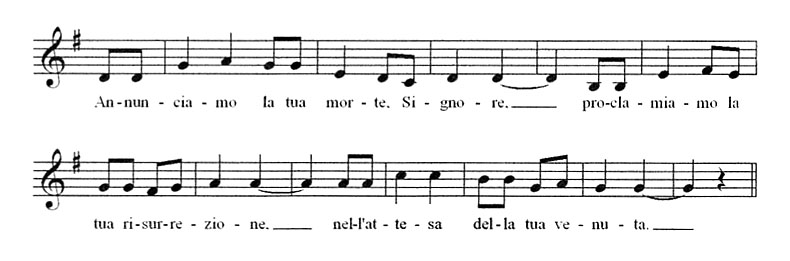 An-nun - cia - mo la tua mor - te, Si - gno - re, pro-cla - mia - mo la
tua ri-sur-re - zio - ne, nel-l'at - te - sa del-la tua ve - nu - ta.